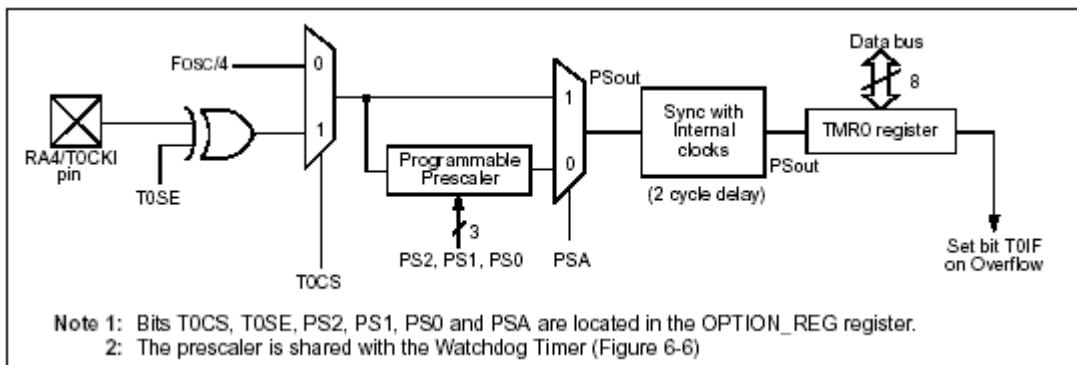 Data bus
8
Fosc/4
0
PSout
1
RA4/T0CKI
pin
1
T0SE
Programmable
Prescaler
0
Sync with
Internal
clocks
(2 cycle delay)
PSout
TMR0 register
3
PS2, PS1, PS0
PSA
T0CS
Set bit T0IF
on Overflow
Note 1: Bits T0CS, T0SE, PS2, PS1, PS0 and PSA are located in the OPTION_REG register.
2: The prescaler is shared with the Watchdog Timer (Figure 6-6)